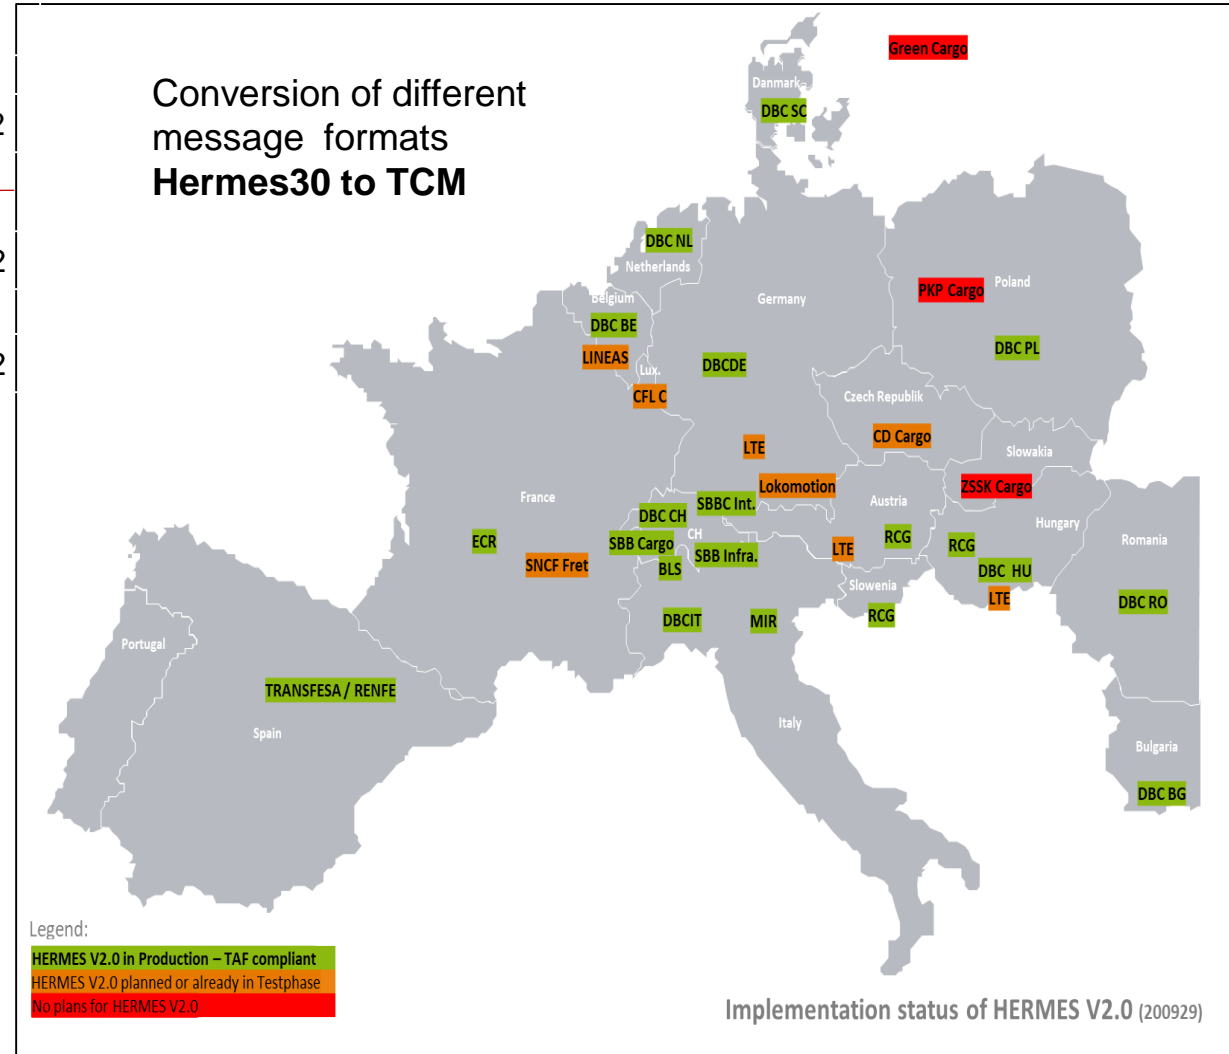 Green Cargo
Conversion of different
message formats
Hermes30 to TCM
Danmark
DBC SC
2
2
2
DBC NL
Netherlands
Belgium
DBC BE
LINEAS
Lux.
CFL C
Germany
DBCDE
PKP Cargo
Poland
DBC PL
Czech Republik
CD Cargo
Slowakia
ZSSK Cargo
LTE
Lokomotion
Austria
RCG
France
ECR
SNCF Fret
SBBC Int.
DBC CH
CH
SBB Cargo
SBB Infra.
BLS
LTE
Hungary
RCG
DBC HU
LTE
Slowenia
RCG
Romania
DBC RO
DBCIT
MIR
Portugal
TRANSFESA / RENFE
Spain
Italy
Bulgaria
DBC BG
Legend:
HERMES V2.0 in Production – TAF compliant
HERMES V2.0 planned or already in Testphase
No plans for HERMES V2.0
Implementation status of HERMES V2.0 (200929)